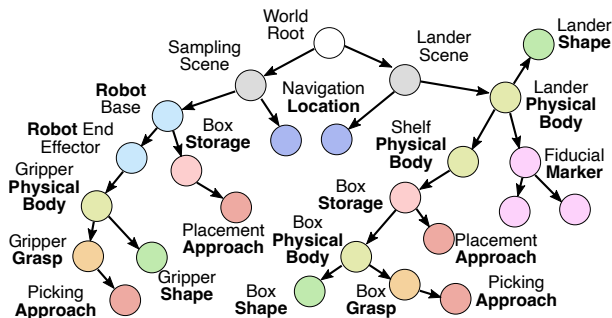 World
Root
Sampling
Scene
Lander
Scene
Lander
Shape
Navigation
Location
Robot
Base
Lander
Physical
Body
Robot End
Effector
Box
Storage
Shelf
Physical
Body
Fiducial
Marker
Gripper
Physical
Body
Box
Storage
Placement
Approach
Box
Physical
Body
Placement
Approach
Gripper
Grasp
Gripper
Shape
Box
Shape
Box
Grasp
Picking
Approach
Picking
Approach